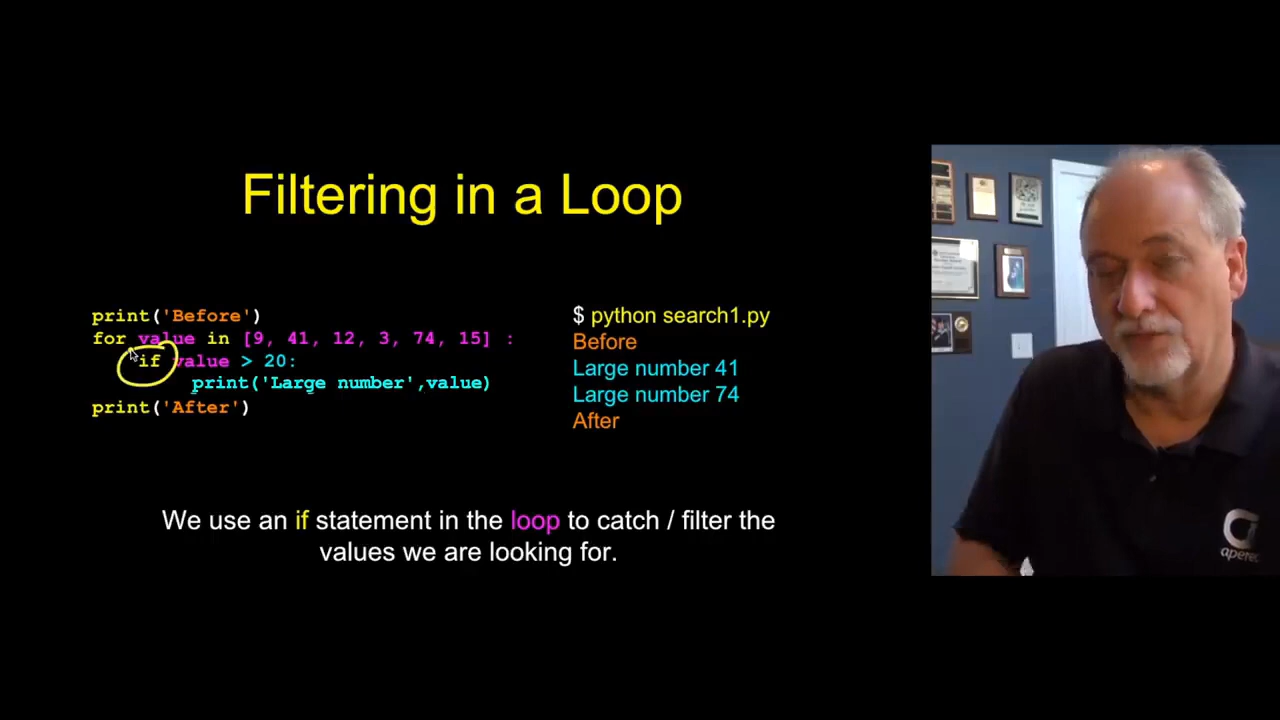 Filtering in a Loop
print('Before')
for value in [9, 41, 12, 3, 74, 15] :
if value > 20:
print('Large number',value)
print('After')
$ python search1.py
Before
Large number 41
Large number 74
After
We use an if statement in the loop to catch / filter the
values we are looking for.